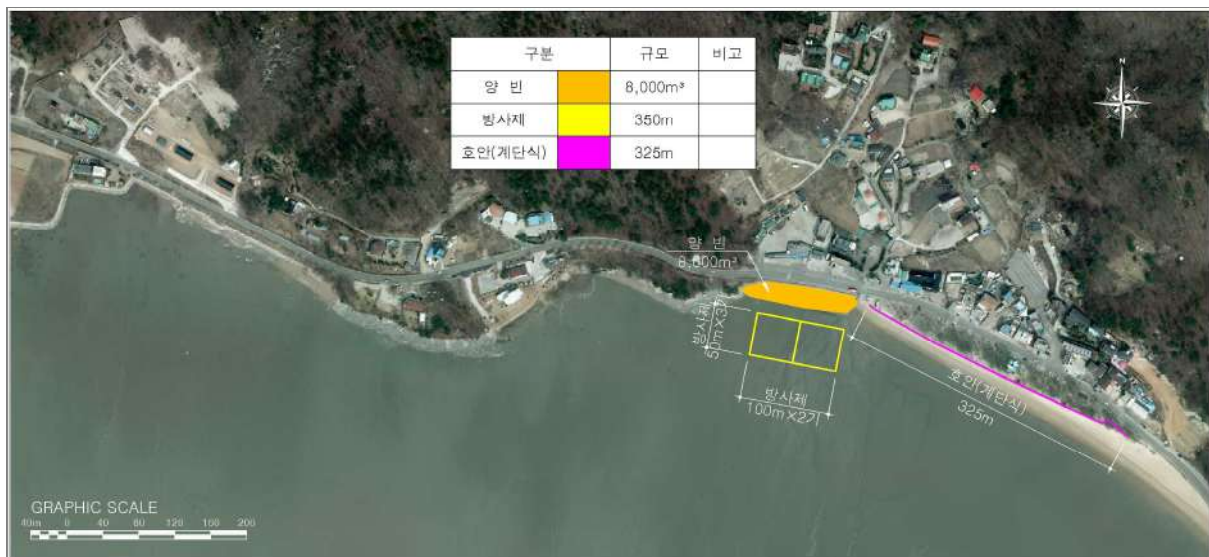 구분 규모 비고
양 빈 8,000m³
방사제 350m
호안(계단식) 325m
N
양 빈
8,000m³
방사제
50m×3기
방사제
100m×2기
호안(계단식)
325m
GRAPHIC SCALE
40m 0 40 80 120 160 200